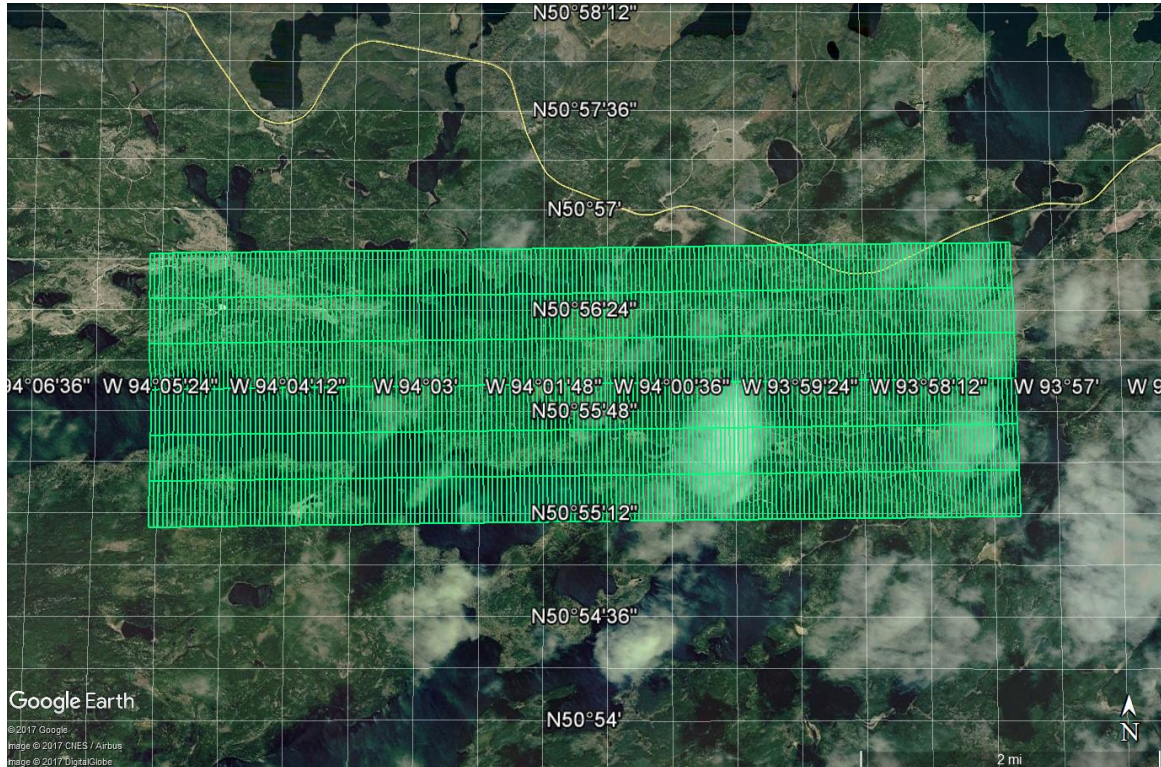 N50°58'12"
N50°57'36"
N50°57'
N50°56'24"
94°06'36" W 94°05'24" W 94°04'12" W 94°03' W 94°01'48" W 94°00'36" W 93°59'24" W 93°58'12" W 93°57' W 9
N50°55'48"
N50°55'12"
N50°54'36"
Google Earth
N50°54'
N
© 2017 Google
Image © 2017 CNES / Airbus
Image © 2017 DigitalGlobe
2 mi